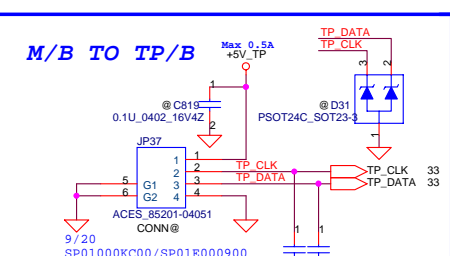 M/B TO TP/B
Max 0.5A
+5V_TP
TP_DATA
TP_CLK
3
2
1
@ C819
0.1U_0402_16V4Z
1
2
@ D31
PSOT24C_SOT23-3
JP37
1
2
3
4
1
2
3
4
G1
G2
5
6
TP_CLK
TP_DATA
TP_CLK 33
TP_DATA 33
ACES_85201-04051
CONN@
9/20
SP01000KC00/SP01E000900
1
1